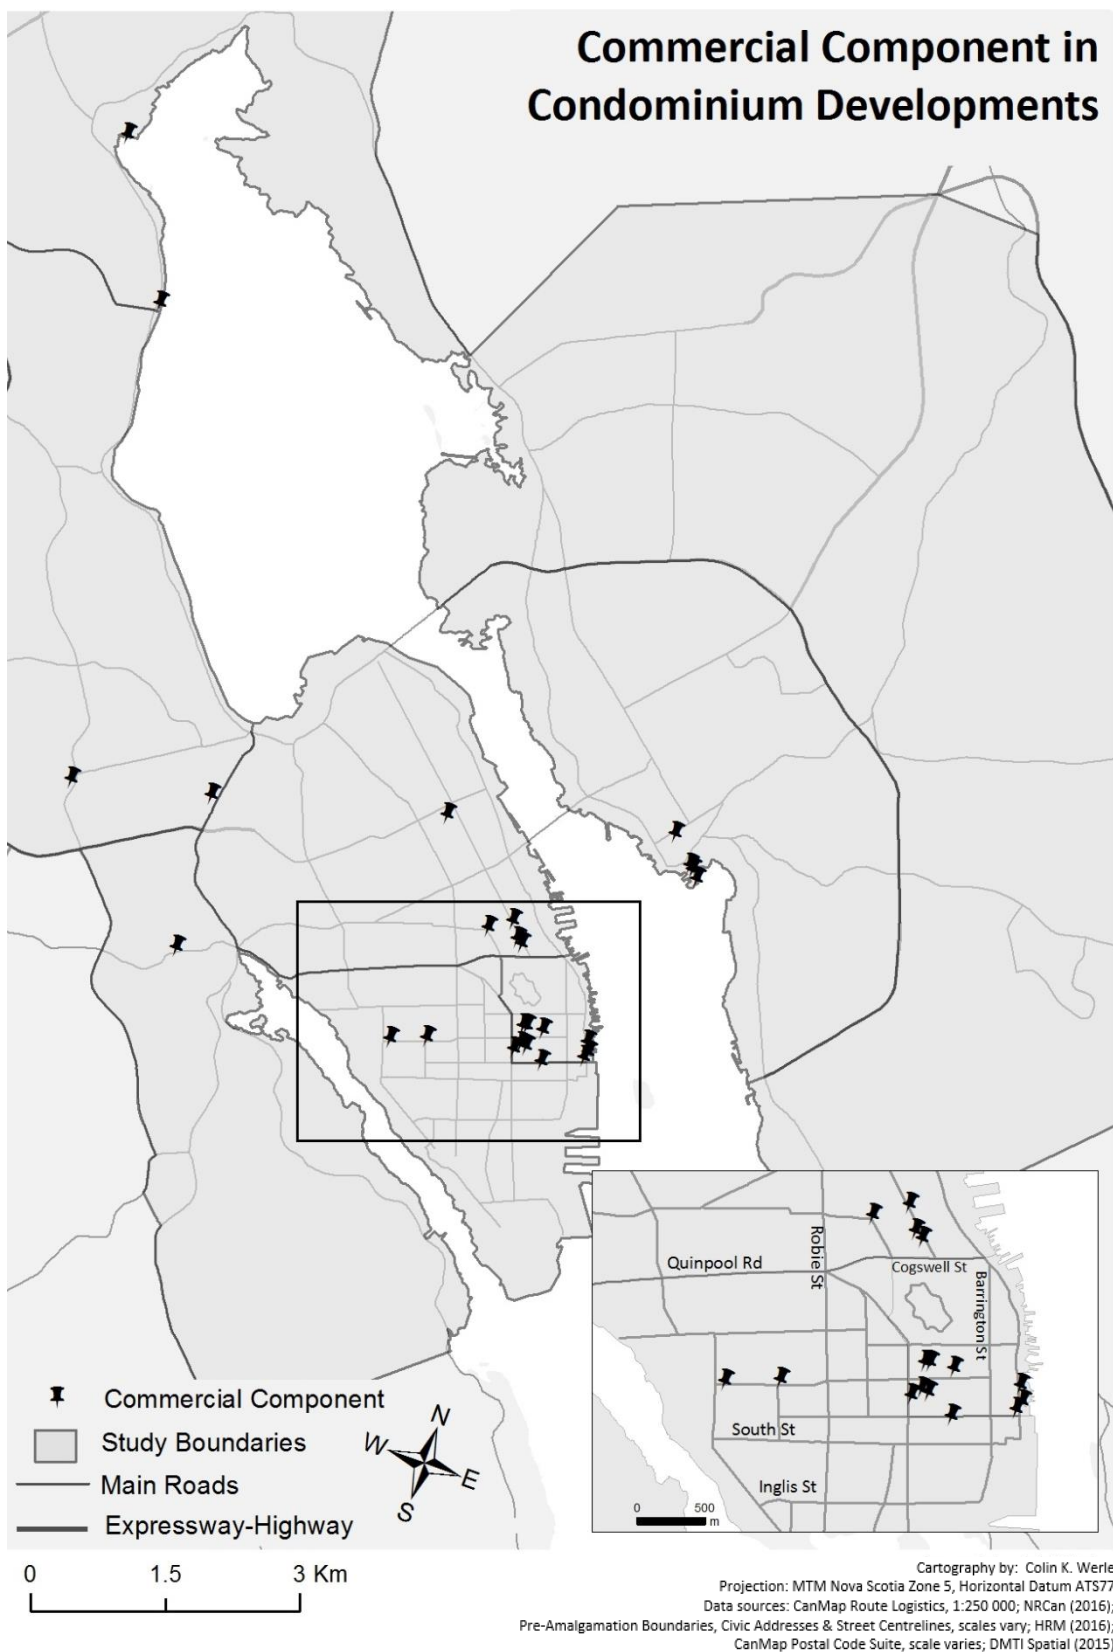 Commercial Component in
Condominium Developments
Quinpool Rd
Robie St
Cogswell St
Barrington St
South St
Inglis St
0 500
m
Commercial Component
Study Boundaries
Main Roads
Expressway-Highway
N
W
E
S
0 1.5 3 Km
Cartography by: Colin K. Werle
Projection: MTM Nova Scotia Zone 5, Horizontal Datum ATS77
Data sources: CanMap Route Logistics, 1:250 000; NRCan (2016);
Pre-Amalgamation Boundaries, Civic Addresses & Street Centrelines, scales vary; HRM (2016);
CanMap Postal Code Suite, scale varies; DMTI Spatial (2015)